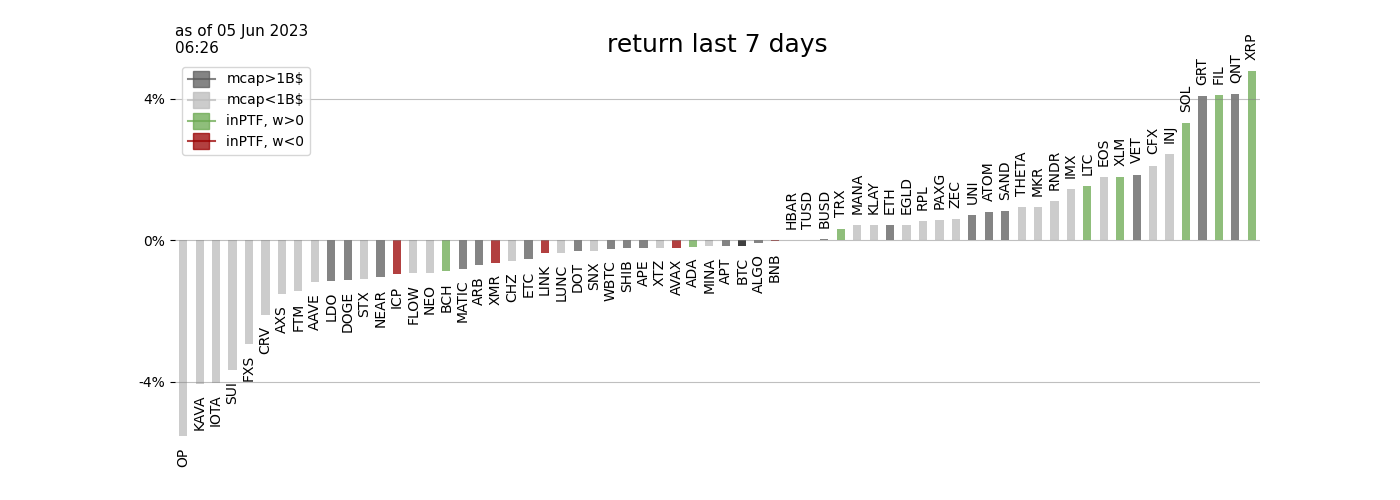 as of 05 Jun 2023
06:26
return last 7 days
mcap>1B$
mcap<1B$
inPTF, w>0
inPTF, w<0
4%
0%
-4%
OP
KAVA
IOTA
SUI
FXS
CRV
AXS
FTM
AAVE
LDO
DOGE
STX
NEAR
ICP
FLOW
NEO
BCH
MATIC
ARB
XMR
CHZ
ETC
LINK
LUNC
DOT
SNX
WBTC
SHIB
APE
XTZ
AVAX
ADA
MINA
APT
BTC
ALGO
BNB
HBAR
TUSD
BUSD
TRX
MANA
KLAY
ETH
EGLD
RPL
PAXG
ZEC
UNI
ATOM
SAND
THETA
MKR
RNDR
IMX
LTC
EOS
XLM
VET
CFX
INJ
SOL
GRT
FIL
QNT
XRP